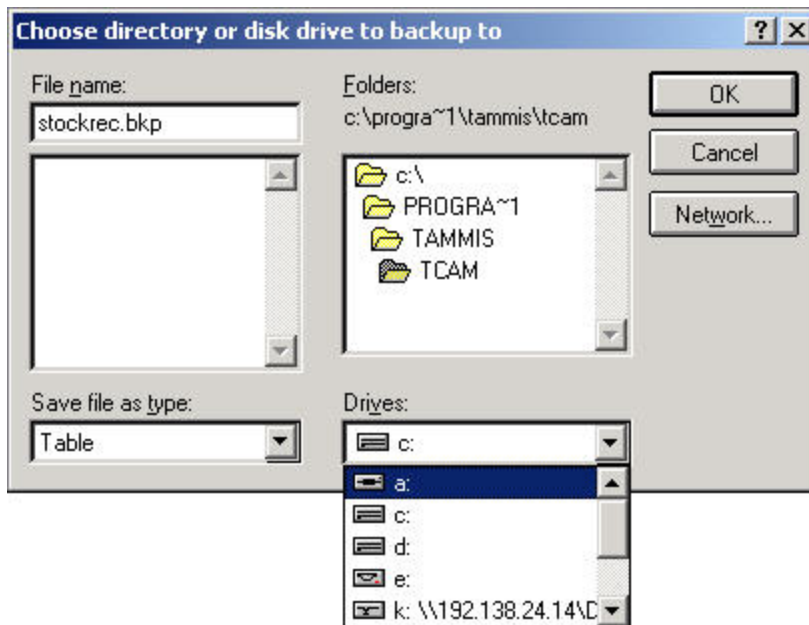 Choose directory or disk drive to backup to
File name:
stockrec.bkp
Folders:
c:\progra~1\tammis\tcam
c:\
PROGRA~1
TAMMIS
TCAM
OK
Cancel
Network...
Save file as type:
Table
Drives:
c:
a:
c:
d:
e:
k: \\192.138.24.14\D